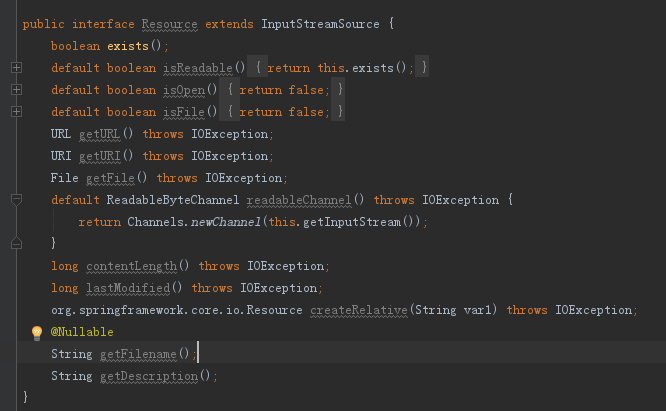 public interface Resource extends InputStreamSource {
    boolean exists();
    default boolean isReadable() { return this.exists(); }
    default boolean isOpen() { return false; }
    default boolean isFile() { return false; }
    URL getURL() throws IOException;
    URI getURI() throws IOException;
    File getFile() throws IOException;
    default ReadableByteChannel readableChannel() throws IOException {
        return Channels.newChannel(this.getInputStream());
    }
    long contentLength() throws IOException;
    long lastModified() throws IOException;
    org.springframework.core.io.Resource createRelative(String var1) throws IOException;
    @Nullable
    String getFilename();
    String getDescription();
}